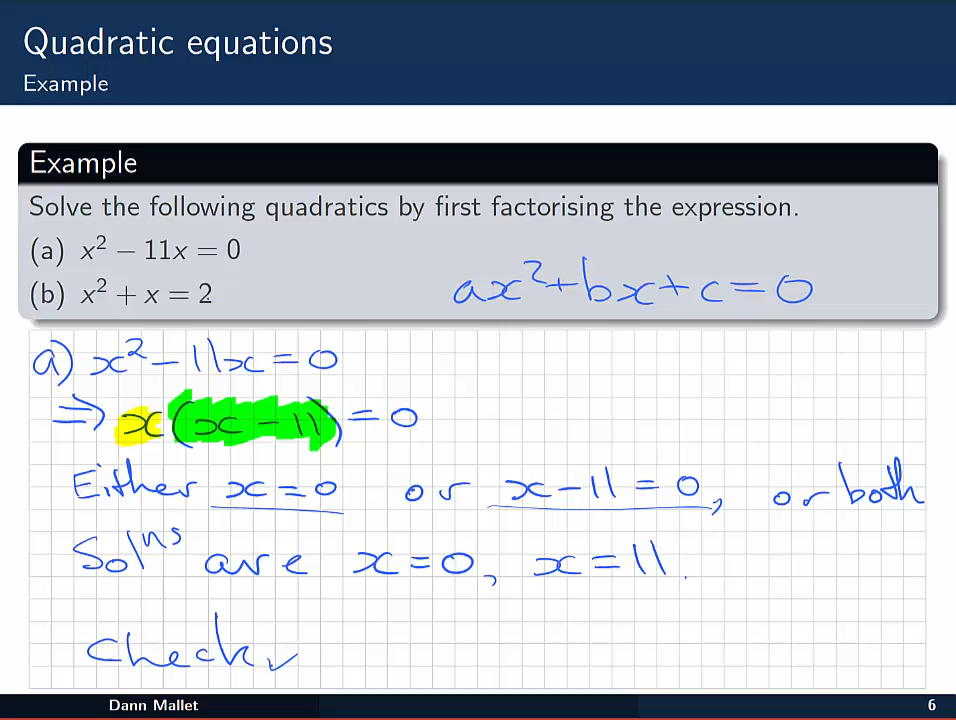 Quadratic equations
Example
Example
Solve the following quadratics by first factorising the expression.
(a) x² − 11x = 0
(b) x² + x = 2
ax²+bx+c=0
a) x² − 11x = 0
⇒ x(x − 11) = 0
Either x=0 or x−11=0, or both
Solⁿˢ are x=0, x=11.
Check✓
Dann Mallet 6